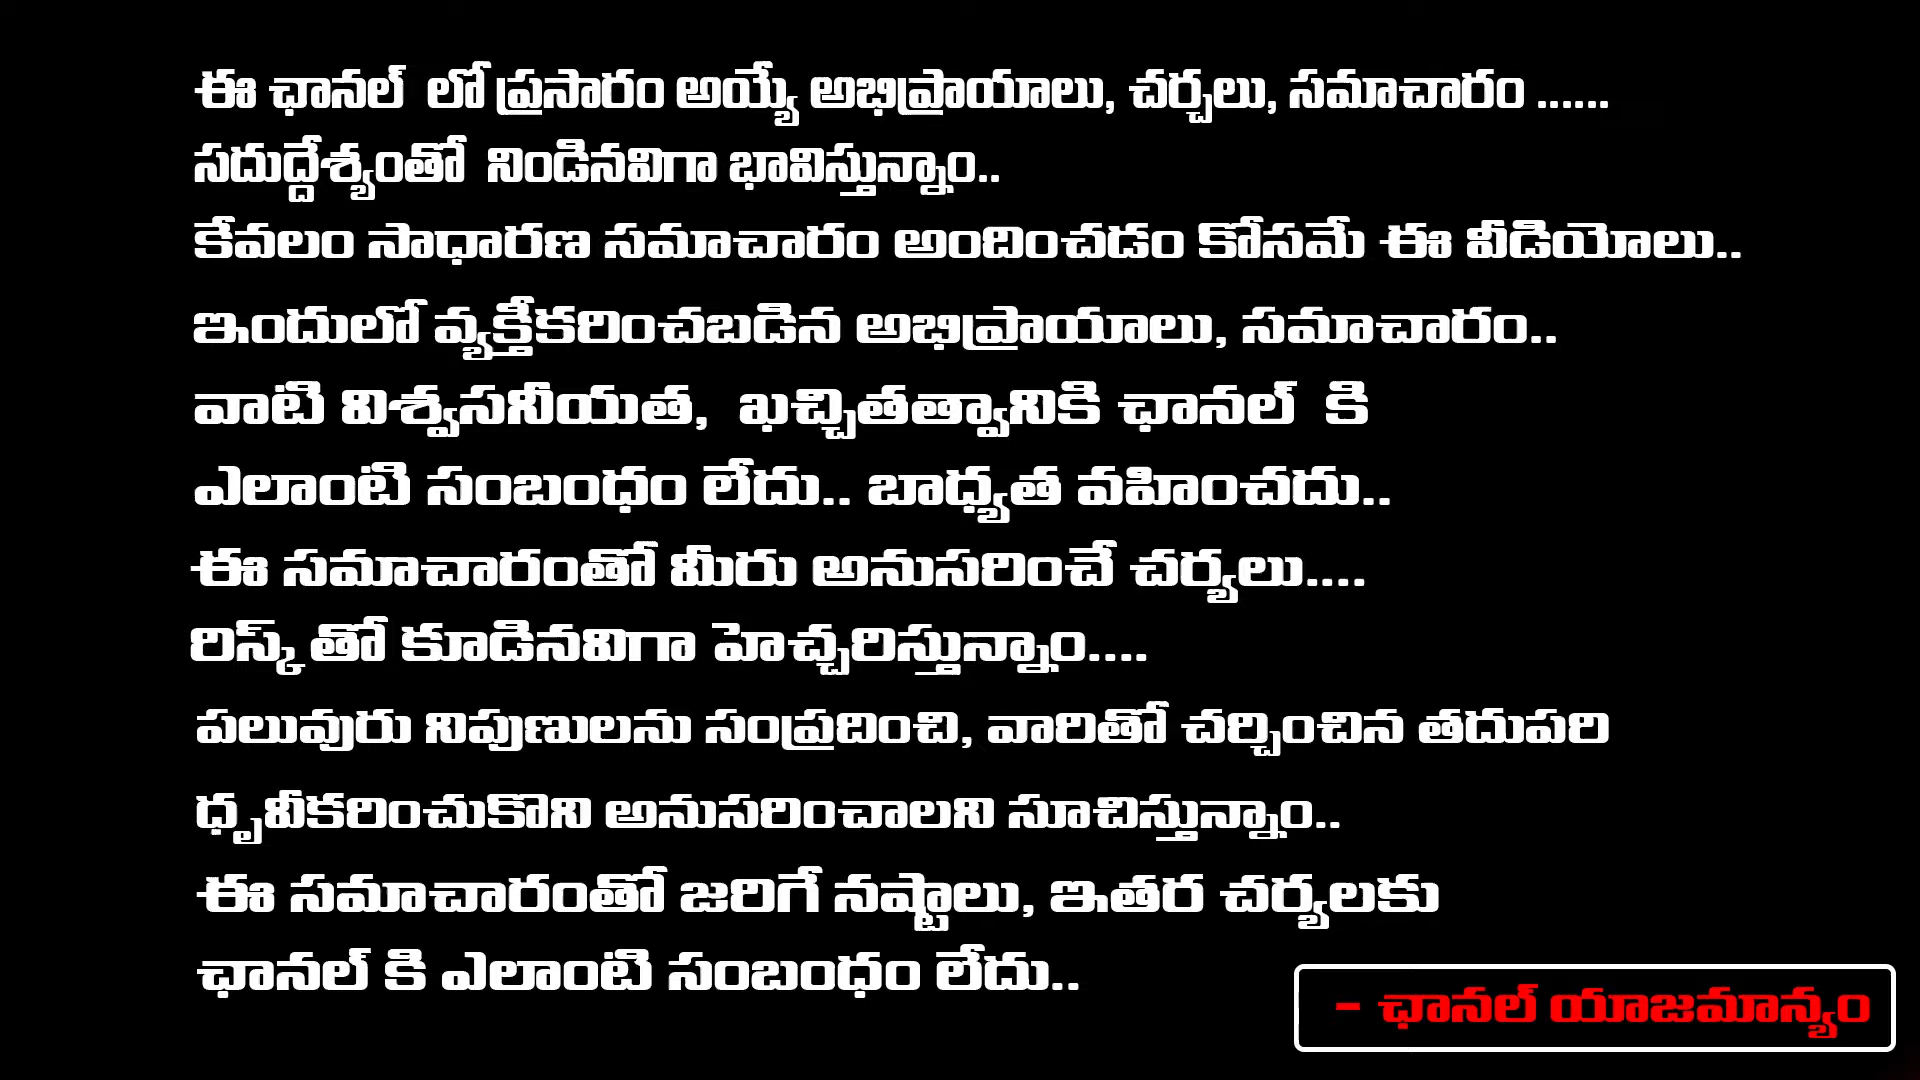 ఈ ఛానల్ లో ప్రసారం అయ్యే అభిప్రాయాలు, చర్చలు, సమాచారం ......
సదుద్దేశ్యంతో నిండినవిగా భావిస్తున్నాం..
కేవలం సాధారణ సమాచారం అందించడం కోసమే ఈ వీడియోలు..
ఇందులో వ్యక్తీకరించబడిన అభిప్రాయాలు, సమాచారం..
వాటి విశ్వసనీయత, ఖచ్చితత్వానికి ఛానల్ కి
ఎలాంటి సంబంధం లేదు.. బాధ్యత వహించదు..
ఈ సమాచారంతో మీరు అనుసరించే చర్యలు....
రిస్క్ తో కూడినవిగా హెచ్చరిస్తున్నాం....
పలువురు నిపుణులను సంప్రదించి, వారితో చర్చించిన తదుపరి
ధృవీకరించుకొని అనుసరించాలని సూచిస్తున్నాం..
ఈ సమాచారంతో జరిగే నష్టాలు, ఇతర చర్యలకు
ఛానల్ కి ఎలాంటి సంబంధం లేదు..
- ఛానల్ యాజమాన్యం